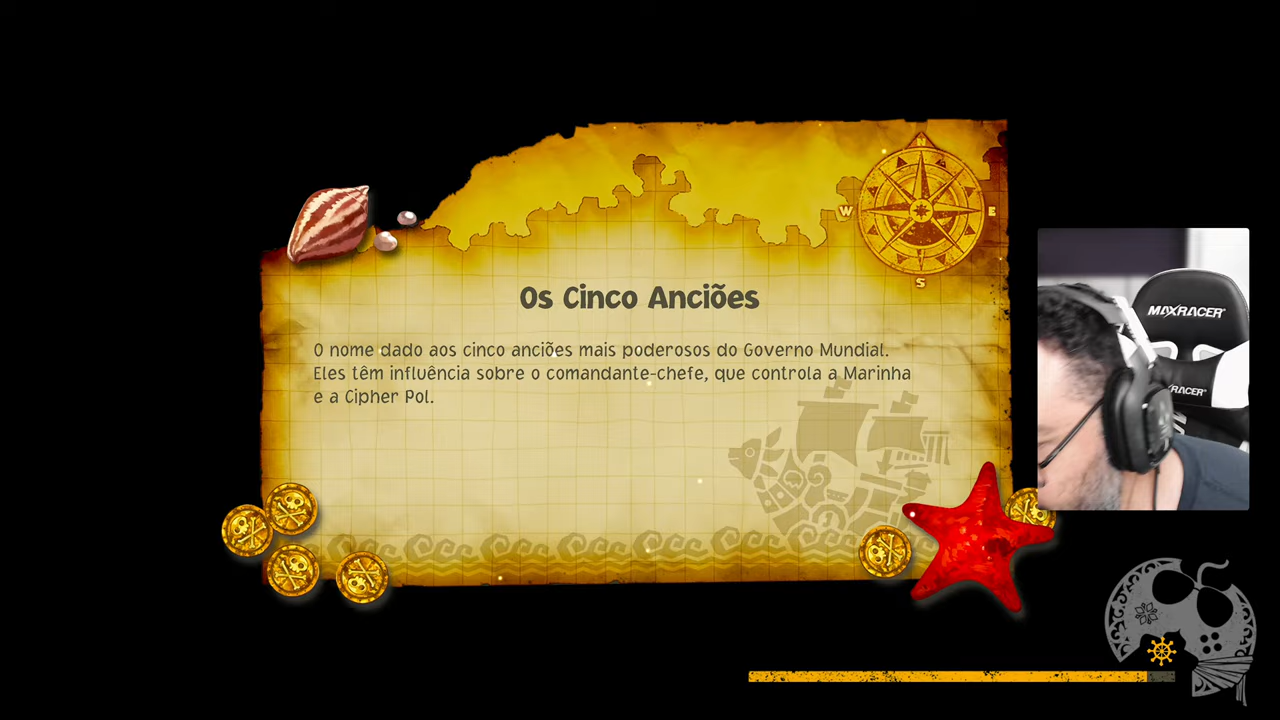 N
W
E
S
Os Cinco Anciões
O nome dado aos cinco anciões mais poderosos do Governo Mundial.
Eles têm influência sobre o comandante-chefe, que controla a Marinha
e a Cipher Pol.
MAXRACER
RACER